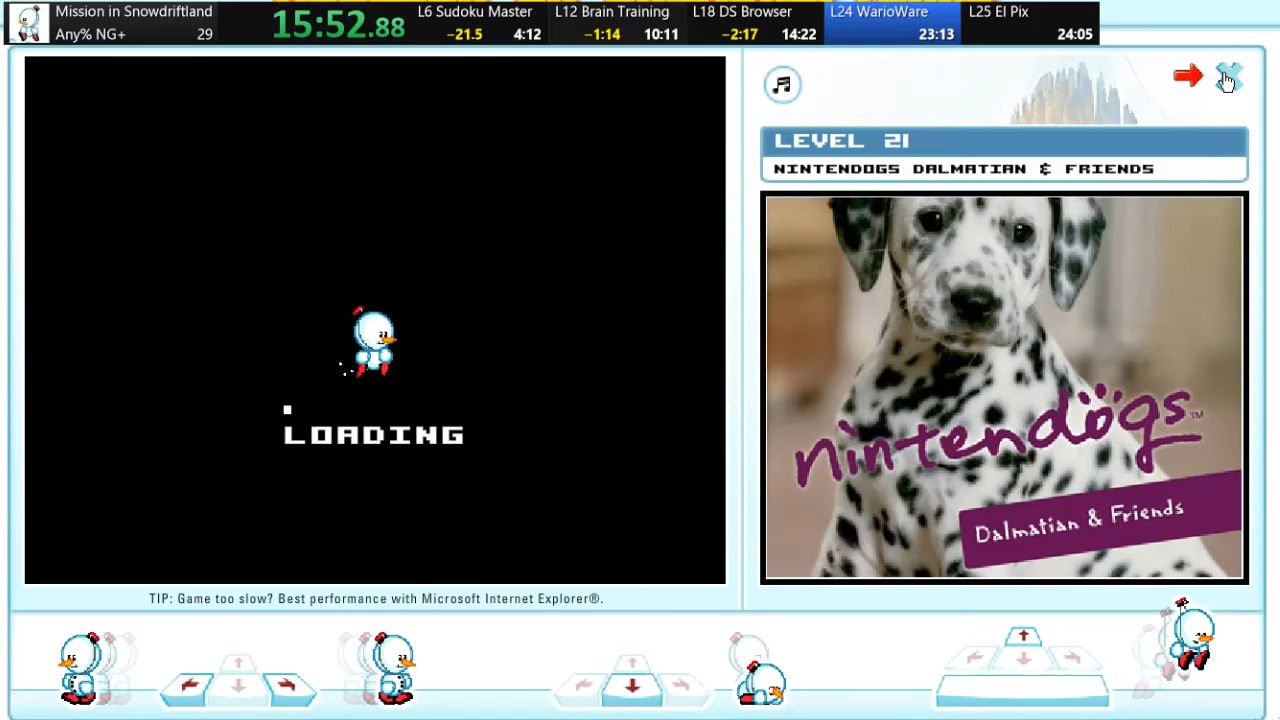 Mission in Snowdriftland
Any% NG+ 29
15:52.88
L6 Sudoku Master
-21.5 4:12
L12 Brain Training
-1:14 10:11
L18 DS Browser
-2:17 14:22
L24 WarioWare
23:13
L25 El Pix
24:05
LEVEL 21
NINTENDOGS DALMATIAN & FRIENDS
LOADING
nintendogs™
Dalmatian & Friends
TIP: Game too slow? Best performance with Microsoft Internet Explorer®.